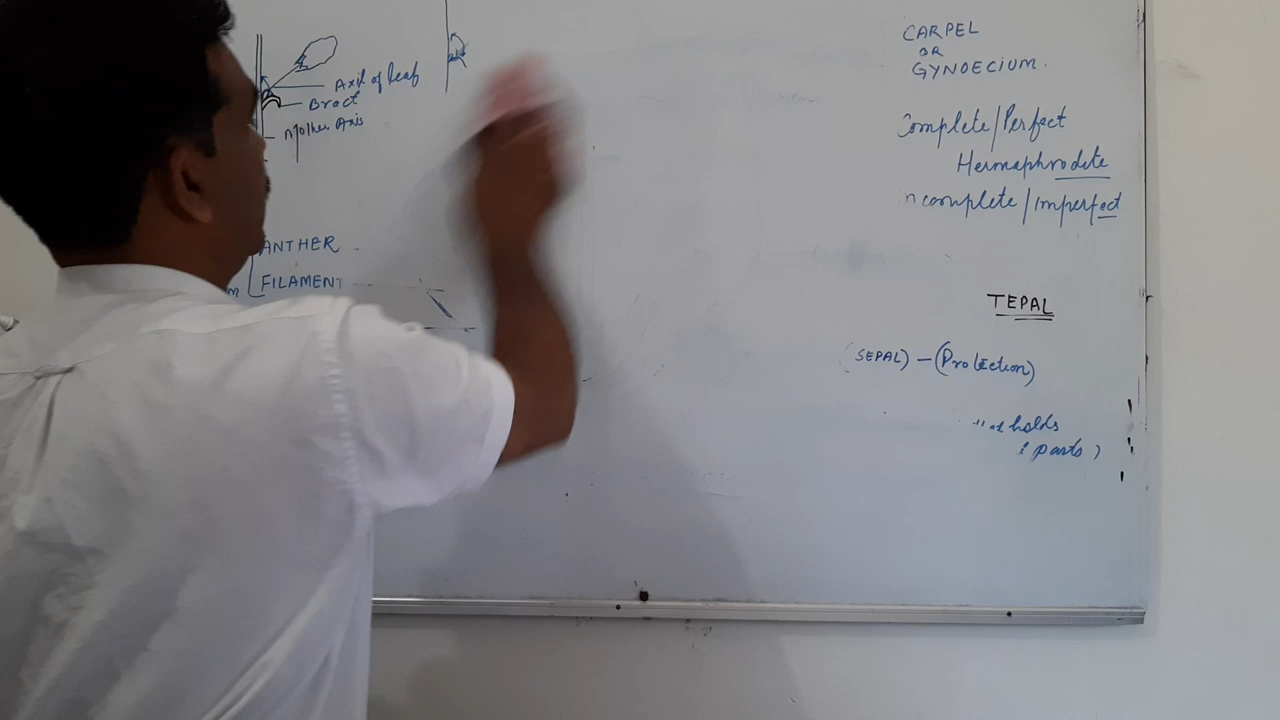 Axil of leaf
Bract
Mother Axis
ANTHER
FILAMENT
CARPEL
OR
GYNOECIUM.
Complete/Perfect
Hermaphrodite
ncomplete/imperfect
TEPAL
(SEPAL) - (Protection)
holds
parts)